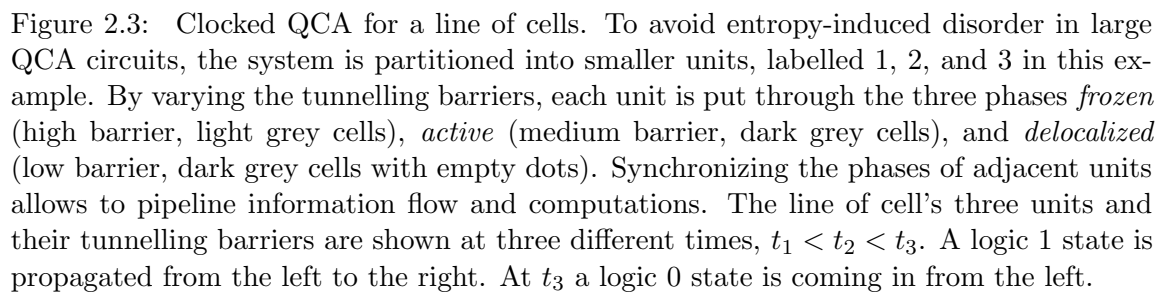 Figure 2.3: Clocked QCA for a line of cells. To avoid entropy-induced disorder in large
QCA circuits, the system is partitioned into smaller units, labelled 1, 2, and 3 in this ex-
ample. By varying the tunnelling barriers, each unit is put through the three phases frozen
(high barrier, light grey cells), active (medium barrier, dark grey cells), and delocalized
(low barrier, dark grey cells with empty dots). Synchronizing the phases of adjacent units
allows to pipeline information flow and computations. The line of cell's three units and
their tunnelling barriers are shown at three different times, t₁ < t₂ < t₃. A logic 1 state is
propagated from the left to the right. At t₃ a logic 0 state is coming in from the left.